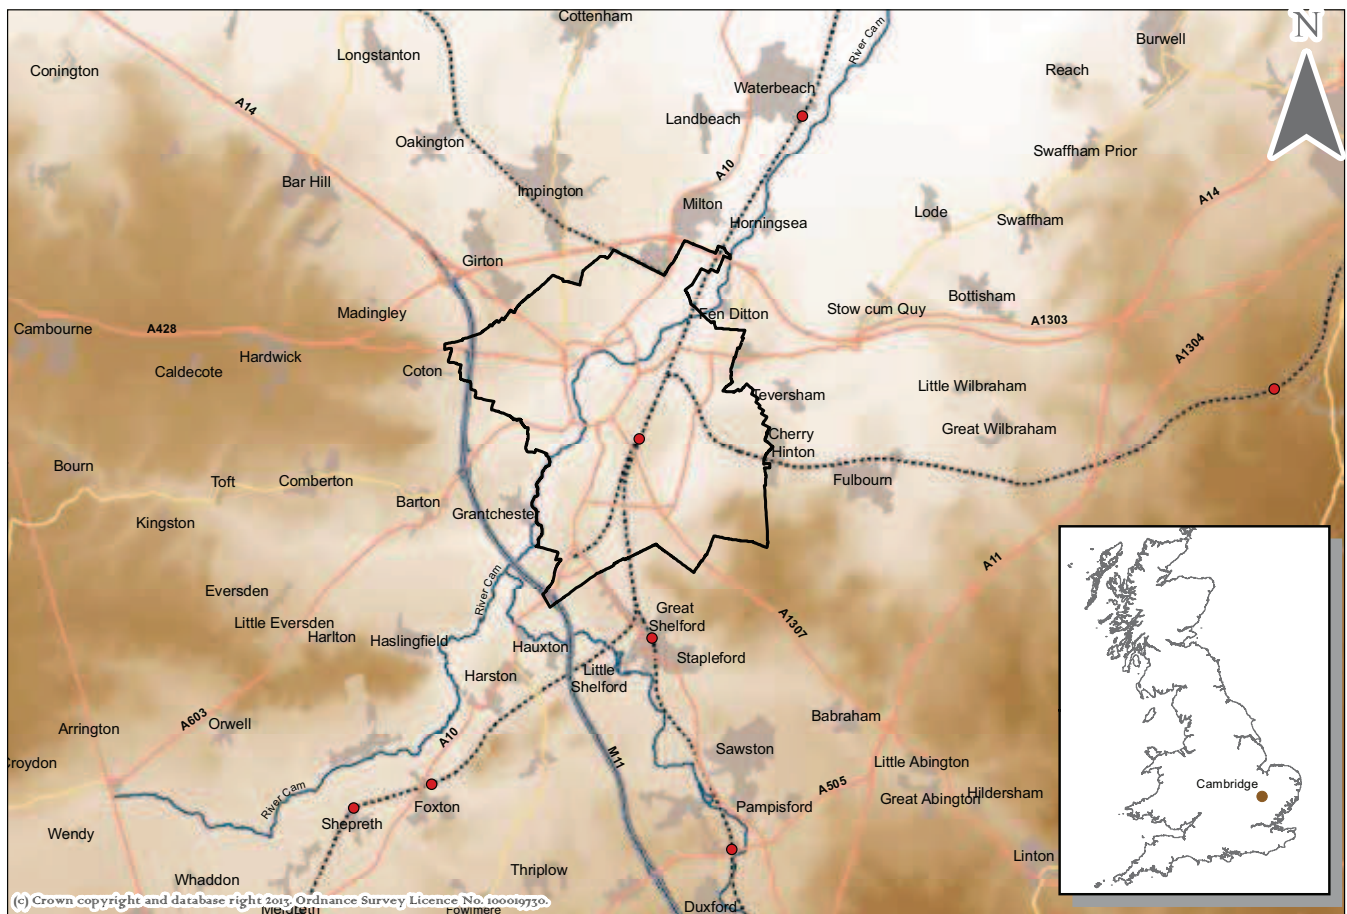 Cottenham
River Cam
N
Burwell
Longstanton
Conington
Reach
Waterbeach
A14
Landbeach
Oakington
Swaffham Prior
A10
Bar Hill
Impington
A14
Milton
Lode
Swaffham
Horningsea
Girton
Bottisham
Stow cum Quy
Madingley
Fen Ditton
A1303
Cambourne
A428
Hardwick
A1304
Caldecote
Coton
Little Wilbraham
Teversham
Great Wilbraham
Cherry
Hinton
Bourn
Toft
Comberton
Fulbourn
Barton
Grantchester
Kingston
A11
River Cam
Eversden
Great
Shelford
Little Eversden
A1307
Harlton
Haslingfield
Hauxton
Stapleford
Little
Shelford
Harston
A603
Orwell
Babraham
Arrington
A10
Sawston
M11
Croydon
Little Abington
A505
Great Abington
Hildersham
River Cam
Foxton
Pampisford
Shepreth
Wendy
Cambridge
Linton
Thriplow
Whaddon
(c) Crown copyright and database right 2013. Ordnance Survey Licence No. 100019730.
Meldreth
Fowlmere
Duxford